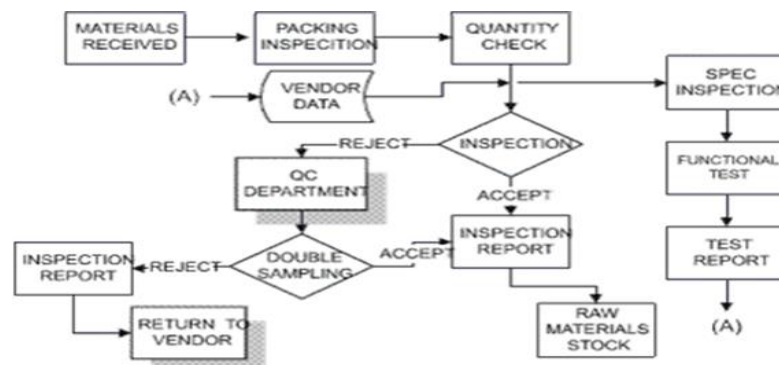 MATERIALS
RECEIVED
PACKING
INSPECITION
QUANTITY
CHECK
SPEC
INSPECTION
(A)
VENDOR
DATA
REJECT
INSPECTION
FUNCTIONAL
TEST
QC
DEPARTMENT
ACCEPT
INSPECTION
REPORT
TEST
REPORT
INSPECTION
REPORT
REJECT
DOUBLE
SAMPLING
ACCEPT
RETURN TO
VENDOR
RAW
MATERIALS
STOCK
(A)